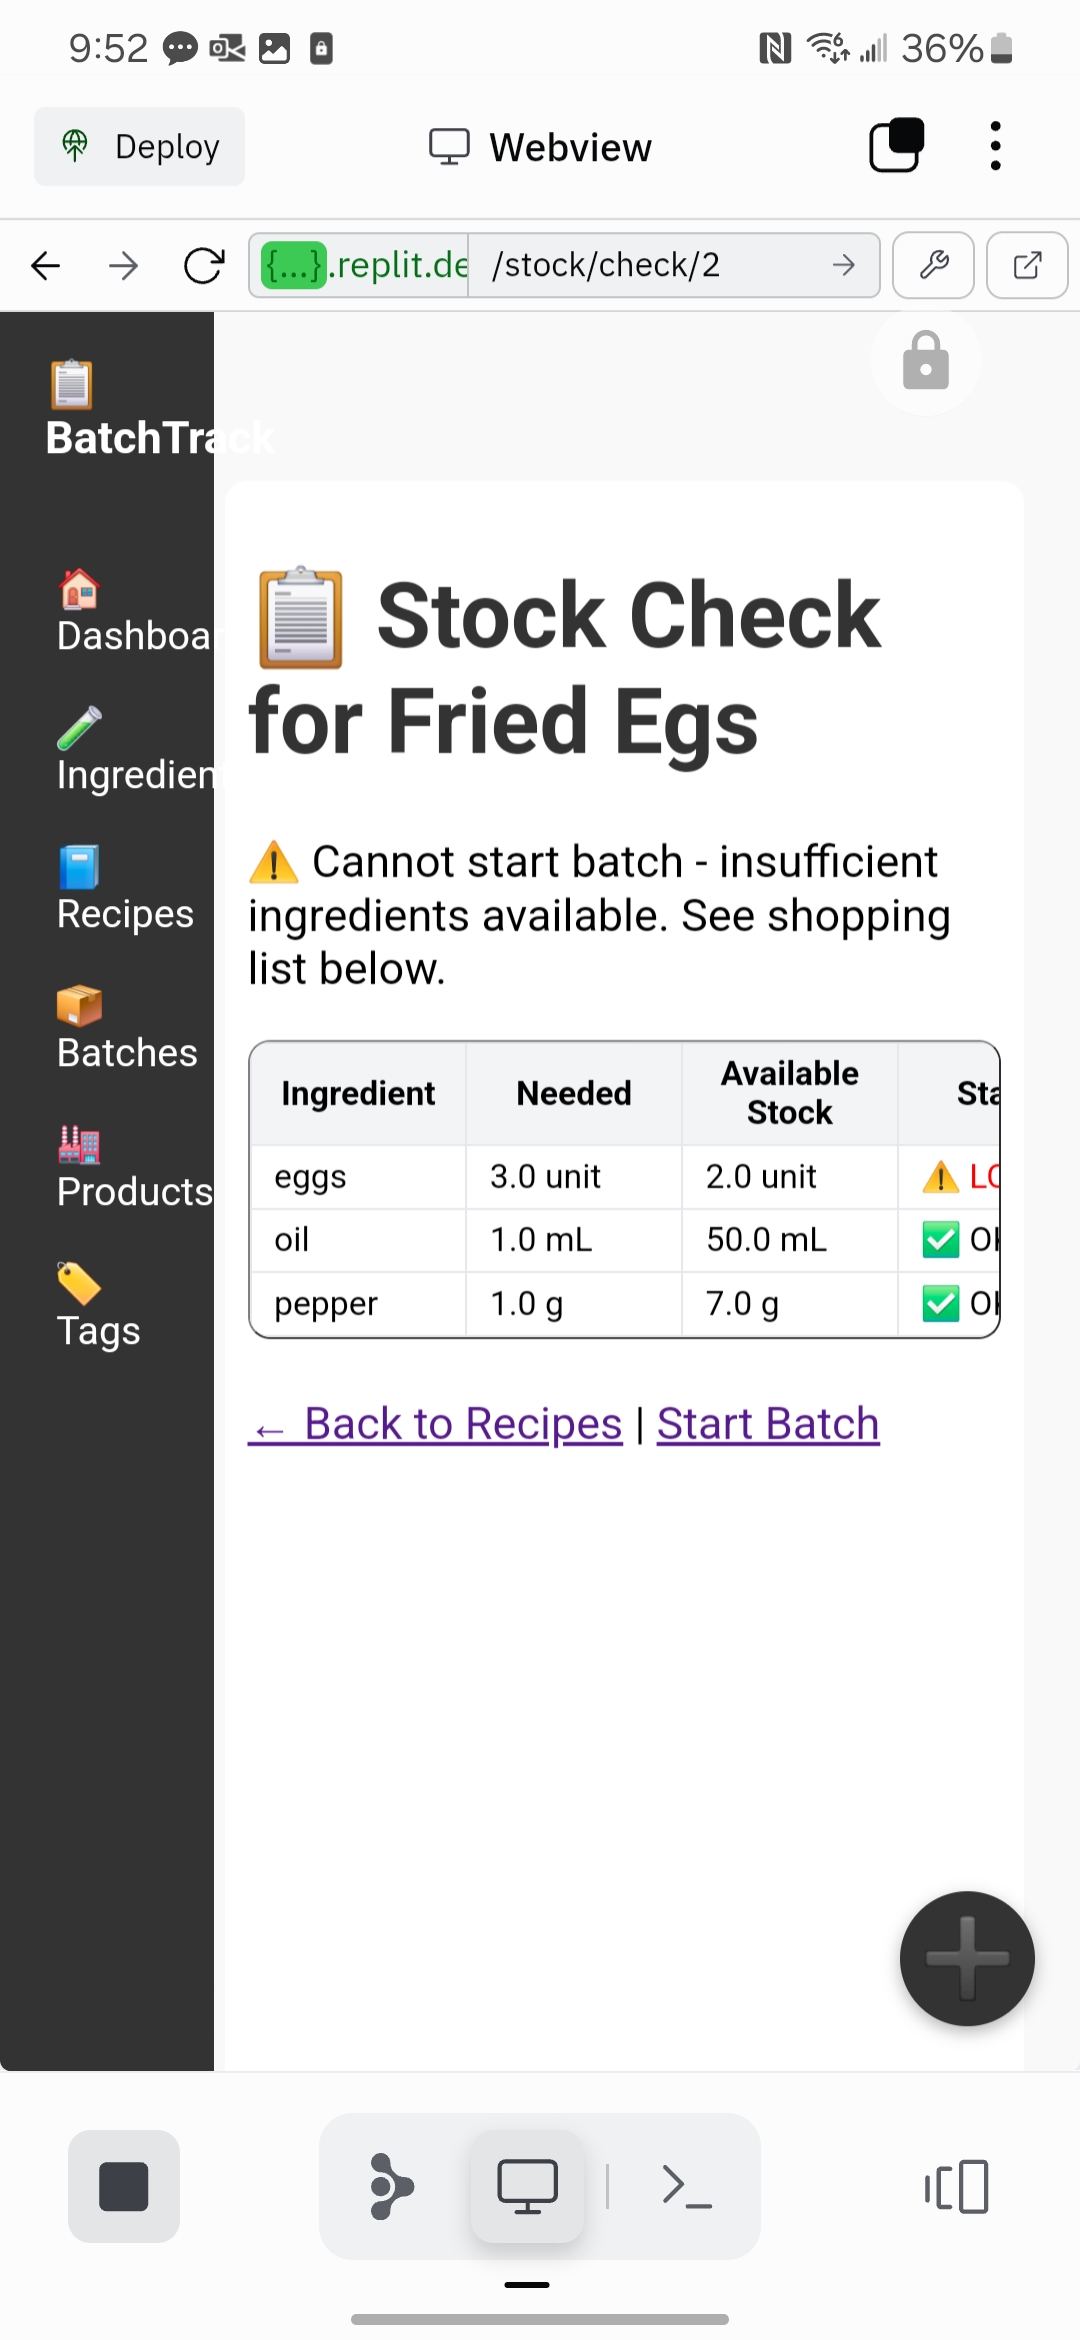 9:52
36%
Deploy
Webview
{...}.replit.de
/stock/check/2
BatchTrack
Dashboa
Ingredien
Recipes
Batches
Products
Tags
Stock Check
for Fried Egs
⚠️ Cannot start batch - insufficient
ingredients available. See shopping
list below.
Ingredient Needed Available Stock Sta
eggs 3.0 unit 2.0 unit ⚠️ LO
oil 1.0 mL 50.0 mL ✅ OK
pepper 1.0 g 7.0 g ✅ OK
← Back to Recipes | Start Batch